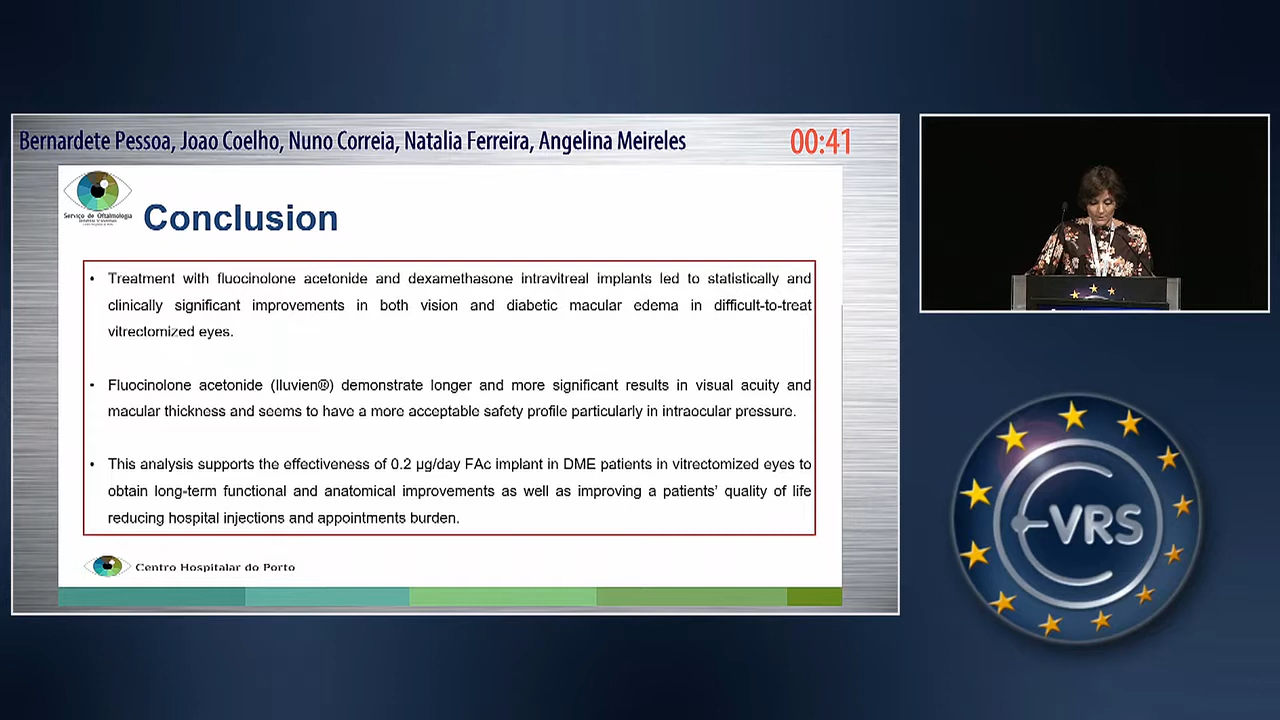 Bernardete Pessoa, Joao Coelho, Nuno Correia, Natalia Ferreira, Angelina Meireles
00:41
Serviço de Oftalmologia
Conclusion
• Treatment with fluocinolone acetonide and dexamethasone intravitreal implants led to statistically and
clinically significant improvements in both vision and diabetic macular edema in difficult-to-treat
vitrectomized eyes.
• Fluocinolone acetonide (Iluvien®) demonstrate longer and more significant results in visual acuity and
macular thickness and seems to have a more acceptable safety profile particularly in intraocular pressure.
• This analysis supports the effectiveness of 0.2 µg/day FAc implant in DME patients in vitrectomized eyes to
obtain long-term functional and anatomical improvements as well as improving a patients’ quality of life
reducing hospital injections and appointments burden.
Centro Hospitalar do Porto
EVRS